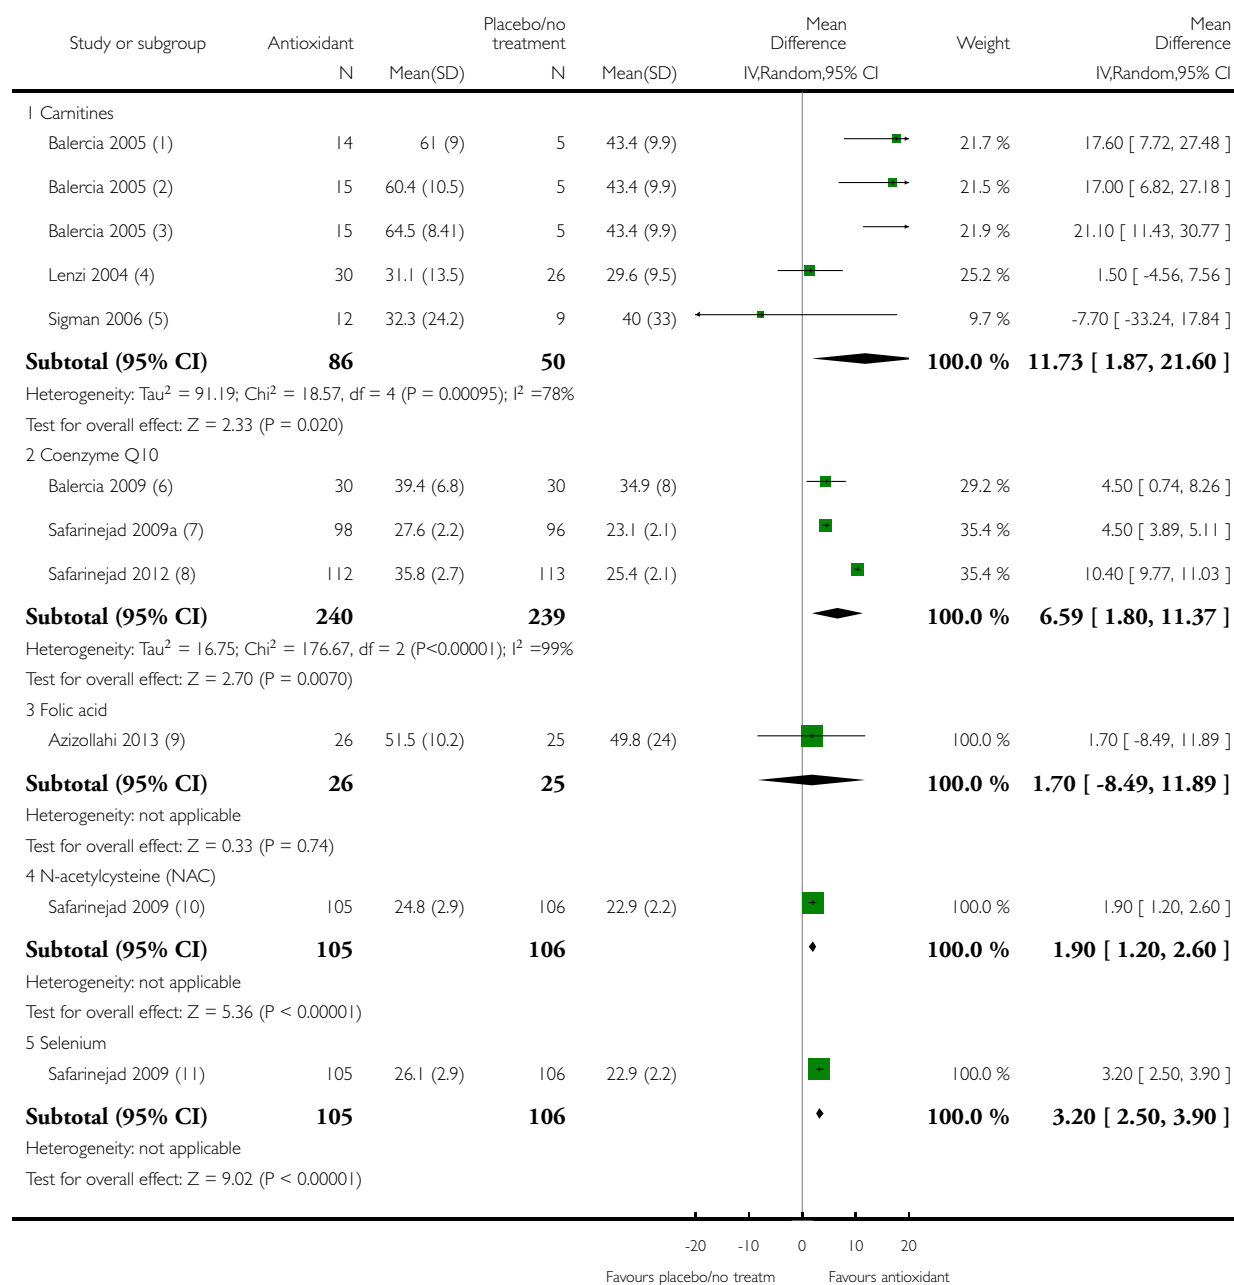 Study or subgroup Antioxidant Placebo/no treatment Mean Difference Weight Mean Difference
N Mean(SD) N Mean(SD) IV,Random,95% CI IV,Random,95% CI
1 Carnitines
Balercia 2005 (1) 14 61 (9) 5 43.4 (9.9) 21.7 % 17.60 [ 7.72, 27.48 ]
Balercia 2005 (2) 15 60.4 (10.5) 5 43.4 (9.9) 21.5 % 17.00 [ 6.82, 27.18 ]
Balercia 2005 (3) 15 64.5 (8.41) 5 43.4 (9.9) 21.9 % 21.10 [ 11.43, 30.77 ]
Lenzi 2004 (4) 30 31.1 (13.5) 26 29.6 (9.5) 25.2 % 1.50 [ -4.56, 7.56 ]
Sigman 2006 (5) 12 32.3 (24.2) 9 40 (33) 9.7 % -7.70 [ -33.24, 17.84 ]
Subtotal (95% CI) 86 50 100.0 % 11.73 [ 1.87, 21.60 ]
Heterogeneity: Tau² = 91.19; Chi² = 18.57, df = 4 (P = 0.00095); I² =78%
Test for overall effect: Z = 2.33 (P = 0.020)
2 Coenzyme Q10
Balercia 2009 (6) 30 39.4 (6.8) 30 34.9 (8) 29.2 % 4.50 [ 0.74, 8.26 ]
Safarinejad 2009a (7) 98 27.6 (2.2) 96 23.1 (2.1) 35.4 % 4.50 [ 3.89, 5.11 ]
Safarinejad 2012 (8) 112 35.8 (2.7) 113 25.4 (2.1) 35.4 % 10.40 [ 9.77, 11.03 ]
Subtotal (95% CI) 240 239 100.0 % 6.59 [ 1.80, 11.37 ]
Heterogeneity: Tau² = 16.75; Chi² = 176.67, df = 2 (P<0.00001); I² =99%
Test for overall effect: Z = 2.70 (P = 0.0070)
3 Folic acid
Azizollahi 2013 (9) 26 51.5 (10.2) 25 49.8 (24) 100.0 % 1.70 [ -8.49, 11.89 ]
Subtotal (95% CI) 26 25 100.0 % 1.70 [ -8.49, 11.89 ]
Heterogeneity: not applicable
Test for overall effect: Z = 0.33 (P = 0.74)
4 N-acetylcysteine (NAC)
Safarinejad 2009 (10) 105 24.8 (2.9) 106 22.9 (2.2) 100.0 % 1.90 [ 1.20, 2.60 ]
Subtotal (95% CI) 105 106 100.0 % 1.90 [ 1.20, 2.60 ]
Heterogeneity: not applicable
Test for overall effect: Z = 5.36 (P < 0.00001)
5 Selenium
Safarinejad 2009 (11) 105 26.1 (2.9) 106 22.9 (2.2) 100.0 % 3.20 [ 2.50, 3.90 ]
Subtotal (95% CI) 105 106 100.0 % 3.20 [ 2.50, 3.90 ]
Heterogeneity: not applicable
Test for overall effect: Z = 9.02 (P < 0.00001)
-20 -10 0 10 20
Favours placebo/no treatm Favours antioxidant